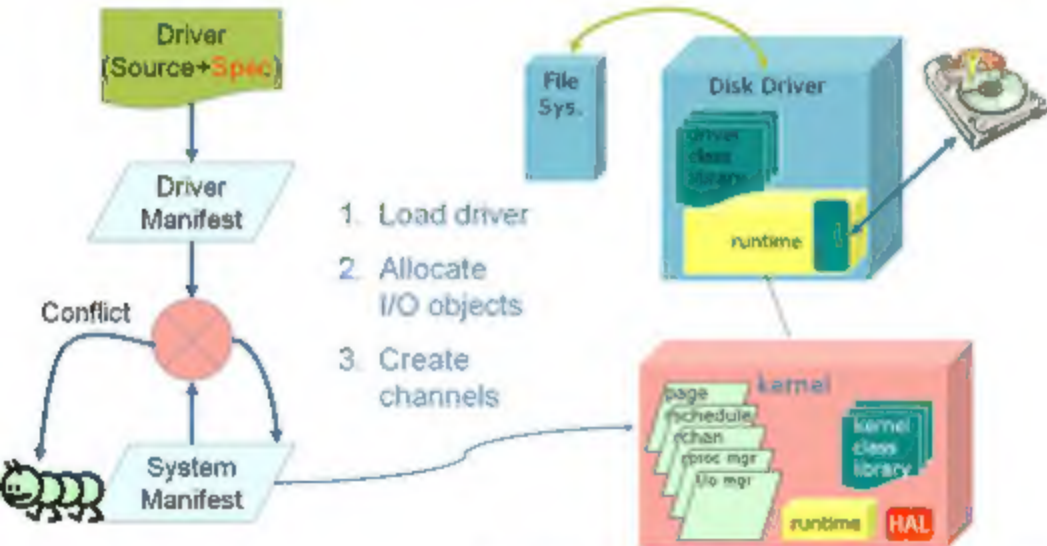 Driver
(Source+Spec)
Driver
Manifest
Conflict
System
Manifest
1. Load driver
2. Allocate
I/O objects
3. Create
channels
File
Sys.
Disk Driver
driver
class
library
runtime
kernel
page
schedule
chan
proc mgr
I/o mgr
kernel
class
library
runtime
HAL